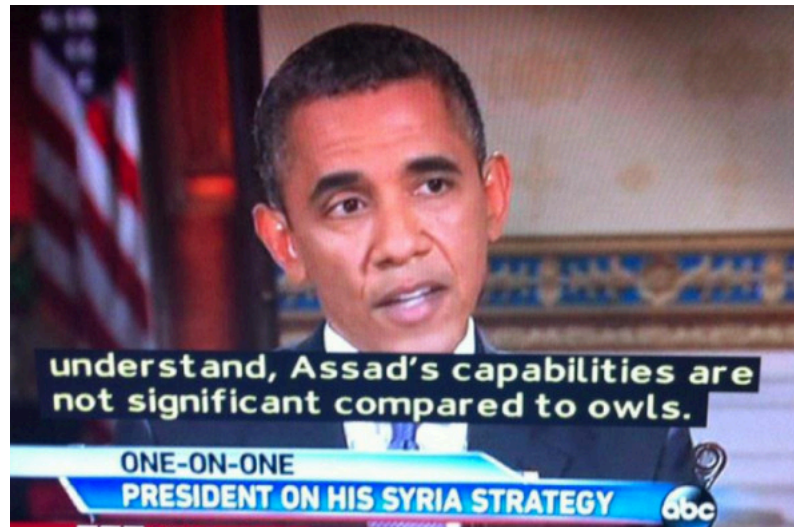 understand, Assad's capabilities are
not significant compared to owls.
ONE-ON-ONE
PRESIDENT ON HIS SYRIA STRATEGY
abc